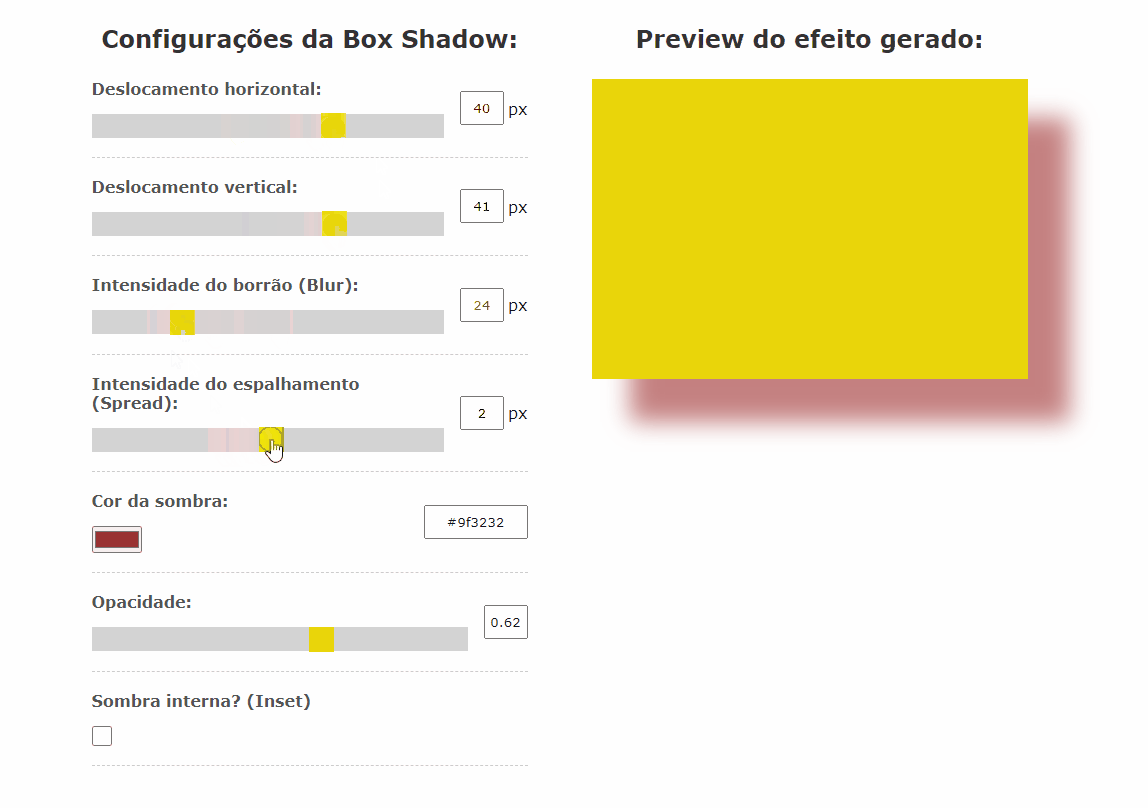 Configurações da Box Shadow:
Deslocamento horizontal:
40 px
Deslocamento vertical:
41 px
Intensidade do borrão (Blur):
24 px
Intensidade do espalhamento
(Spread):
2 px
Cor da sombra:
#9f3232
Opacidade:
0.62
Sombra interna? (Inset)
Preview do efeito gerado: